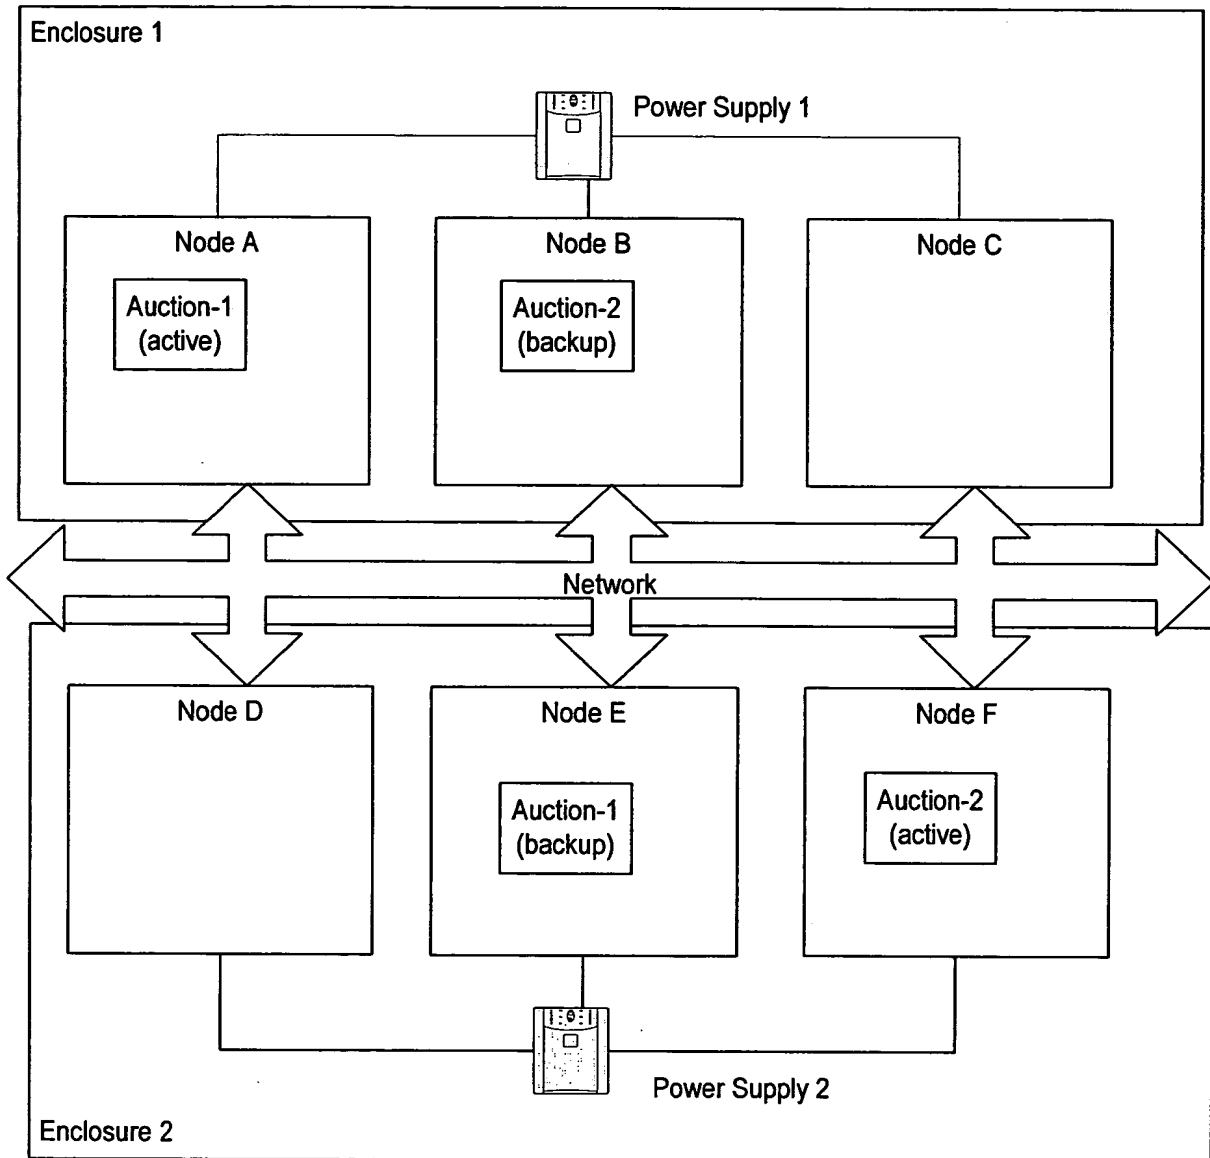 Enclosure 1
Power Supply 1
Node A
Node B
Node C
Auction-1
(active)
Auction-2
(backup)
Network
Node D
Node E
Node F
Auction-1
(backup)
Auction-2
(active)
Power Supply 2
Enclosure 2